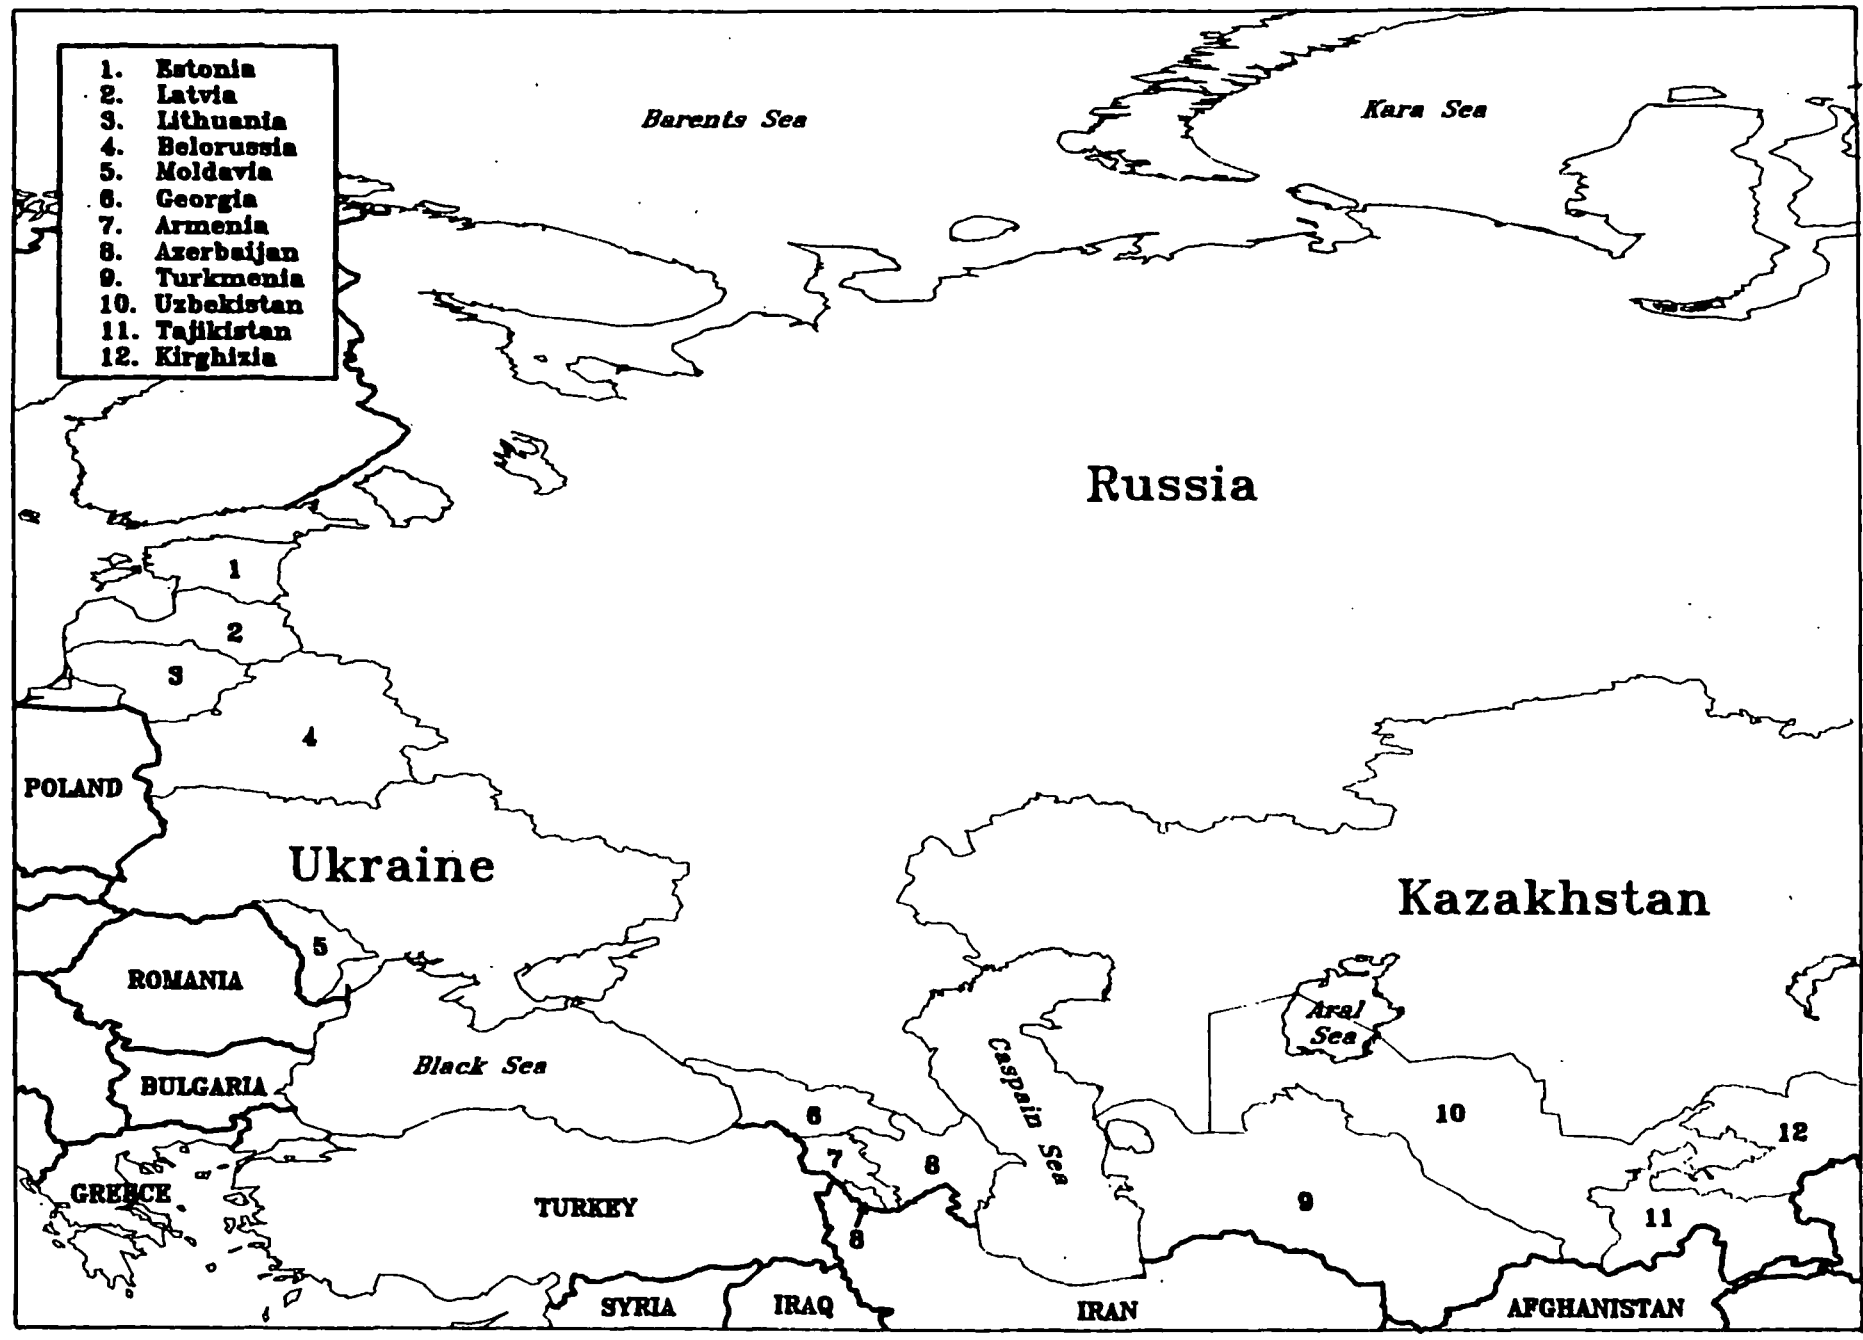 1. Estonia
2. Latvia
3. Lithuania
4. Belorussia
5. Moldavia
6. Georgia
7. Armenia
8. Azerbaijan
9. Turkmenia
10. Uzbekistan
11. Tajikistan
12. Kirghizia
Barents Sea
Kara Sea
Russia
1
2
3
4
POLAND
Ukraine
Kazakhstan
5
ROMANIA
Aral
Sea
Black Sea
BULGARIA
Caspain Sea
6
10
12
7
8
GREECE
TURKEY
9
11
8
SYRIA
IRAQ
IRAN
AFGHANISTAN